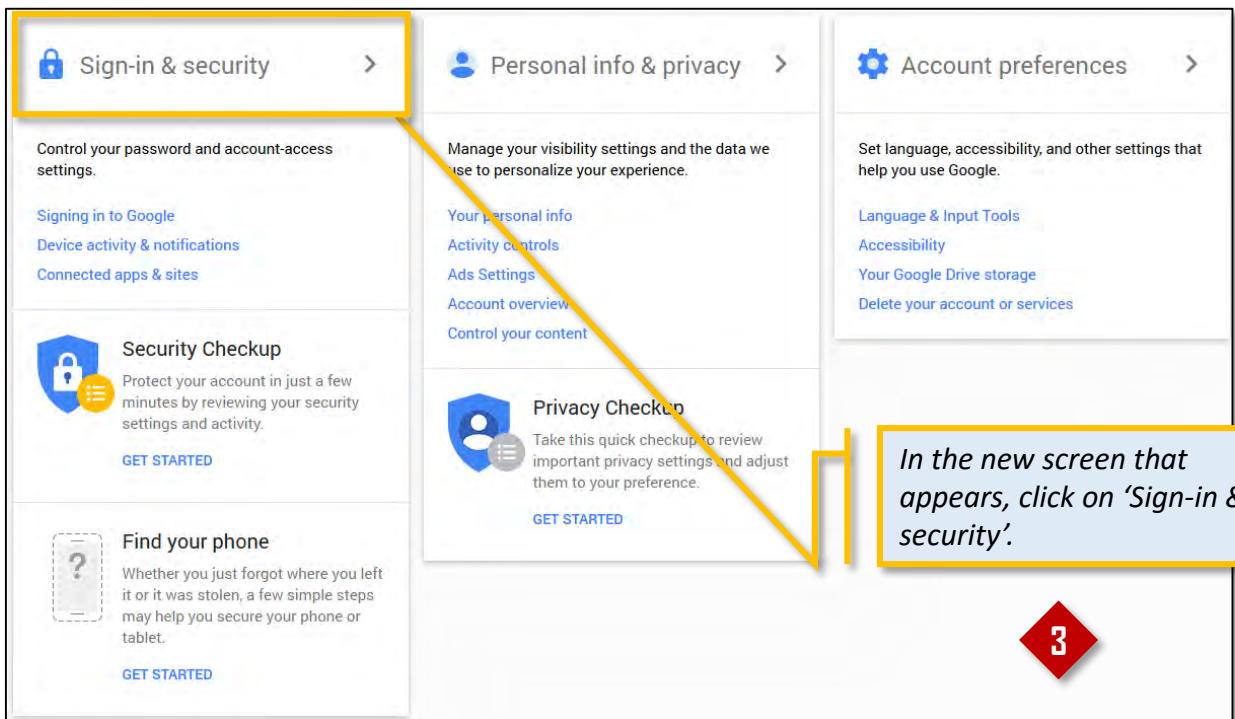 Sign-in & security
Control your password and account-access
settings.
Signing in to Google
Device activity & notifications
Connected apps & sites
Security Checkup
Protect your account in just a few
minutes by reviewing your security
settings and activity.
GET STARTED
Find your phone
Whether you just forgot where you left
it or it was stolen, a few simple steps
may help you secure your phone or
tablet.
GET STARTED
Personal info & privacy
Manage your visibility settings and the data we
use to personalize your experience.
Your personal info
Activity controls
Ads Settings
Account overview
Control your content
Privacy Checkup
Take this quick checkup to review
important privacy settings and adjust
them to your preference.
GET STARTED
Account preferences
Set language, accessibility, and other settings that
help you use Google.
Language & Input Tools
Accessibility
Your Google Drive storage
Delete your account or services
In the new screen that
appears, click on ‘Sign-in &
security’.
3